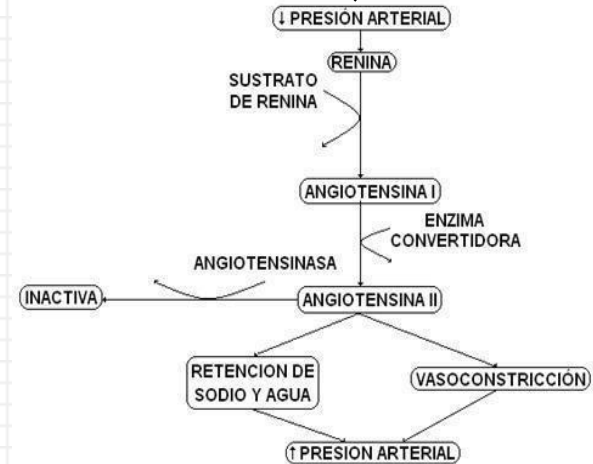 ↓ PRESIÓN ARTERIAL
RENINA
SUSTRATO
DE RENINA
ANGIOTENSINA I
ENZIMA
CONVERTIDORA
ANGIOTENSINASA
INACTIVA
ANGIOTENSINA II
RETENCION DE
SODIO Y AGUA
VASOCONSTRICCIÓN
↑ PRESION ARTERIAL